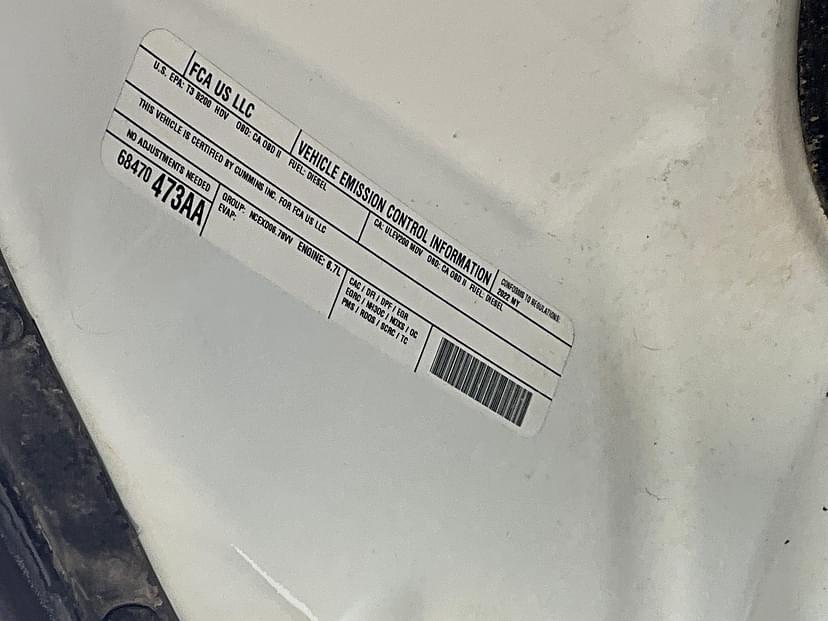 FCA US LLC
VEHICLE EMISSION CONTROL INFORMATION
CONFORMS TO REGULATIONS:
2022 MY
U.S. EPA: T3 B200 HDV OBD: CA OBD II FUEL: DIESEL
CA: ULEV200 MDV OBD: CA OBD II FUEL: DIESEL
THIS VEHICLE IS CERTIFIED BY CUMMINS INC. FOR FCA US LLC
NO ADJUSTMENTS NEEDED
68470 473AA
GROUP: NCEXD06.78VV ENGINE: 6.7L
EVAP:
CAC / DFI / DPF / EGR
EGRC / NH3OC / NOXS / OC
PMS / RDQS / SCRC / TC